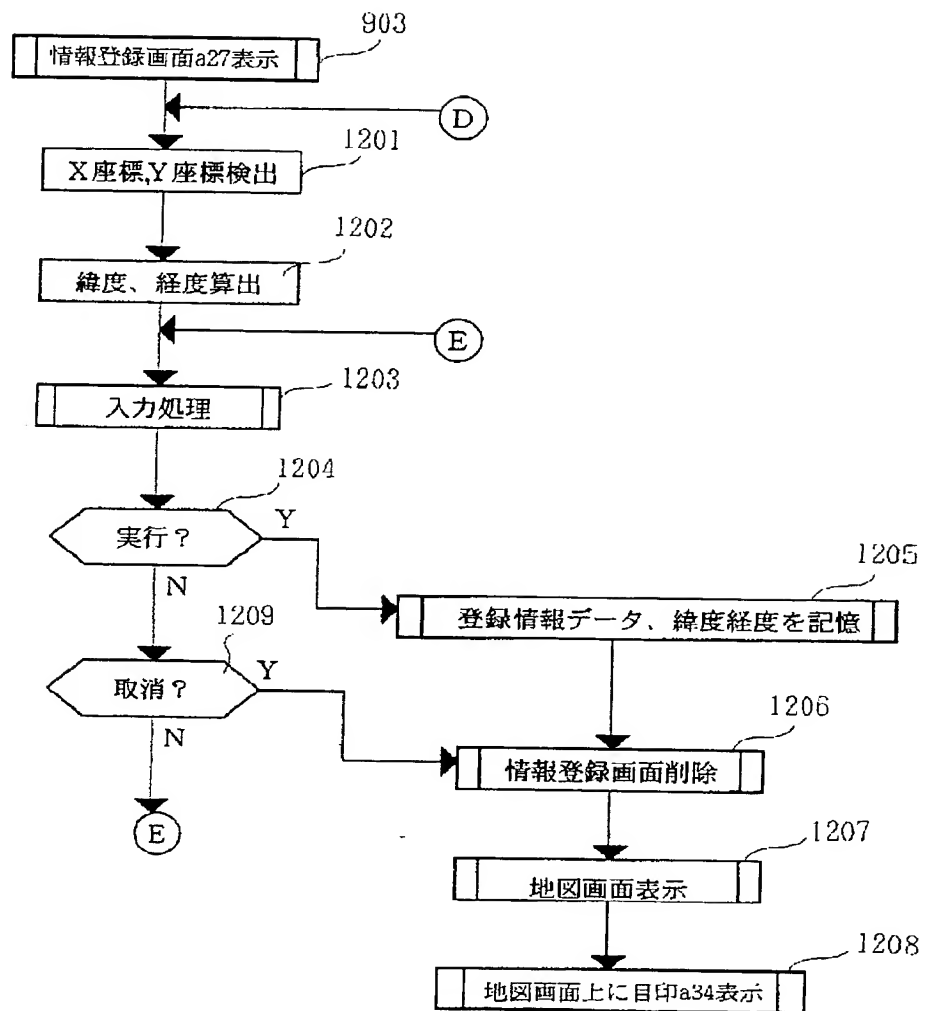 903
情報登録画面a27表示
D
1201
X座標,Y座標検出
1202
緯度、経度算出
E
1203
入力処理
1204
実行？
Y
N
1205
登録情報データ、緯度経度を記憶
1209
取消？
Y
N
1206
情報登録画面削除
E
1207
地図画面表示
1208
地図画面上に目印a34表示